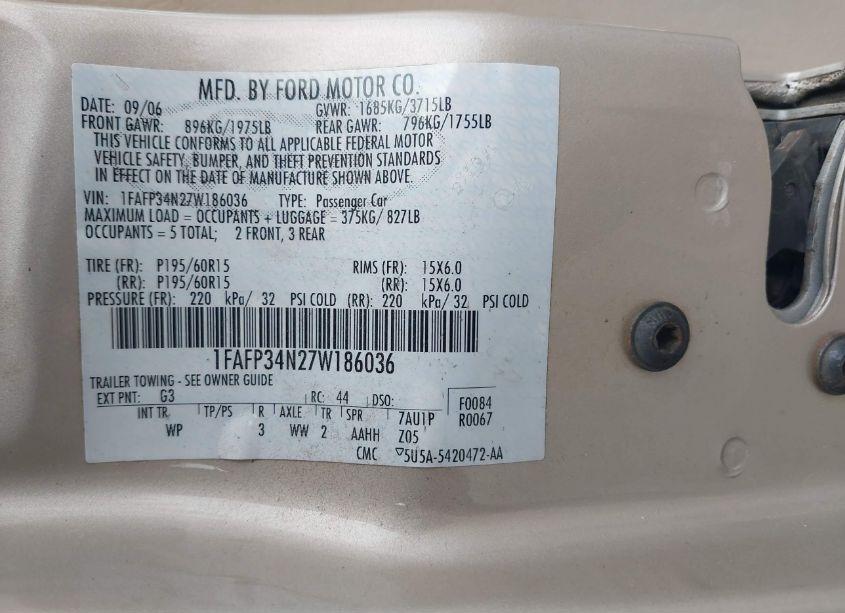 MFD. BY FORD MOTOR CO.
DATE: 09/06 GVWR: 1685KG/3715LB
FRONT GAWR: 896KG/1975LB REAR GAWR: 796KG/1755LB
THIS VEHICLE CONFORMS TO ALL APPLICABLE FEDERAL MOTOR
VEHICLE SAFETY, BUMPER, AND THEFT PREVENTION STANDARDS
IN EFFECT ON THE DATE OF MANUFACTURE SHOWN ABOVE.
VIN: 1FAFP34N27W186036 TYPE: Passenger Car
MAXIMUM LOAD = OCCUPANTS + LUGGAGE = 375KG/ 827LB
OCCUPANTS = 5 TOTAL; 2 FRONT, 3 REAR
TIRE (FR): P195/60R15 RIMS (FR): 15X6.0
(RR): P195/60R15 (RR): 15X6.0
PRESSURE (FR): 220 kPa/ 32 PSI COLD (RR): 220 kPa/ 32 PSI COLD
1FAFP34N27W186036
TRAILER TOWING - SEE OWNER GUIDE
EXT PNT: G3 RC: 44 DSO: F0084
INT TR TP/PS R AXLE TR SPR 7AU1P R0067
WP 3 WW 2 AAHH Z05
CMC ▽5U5A-5420472-AA